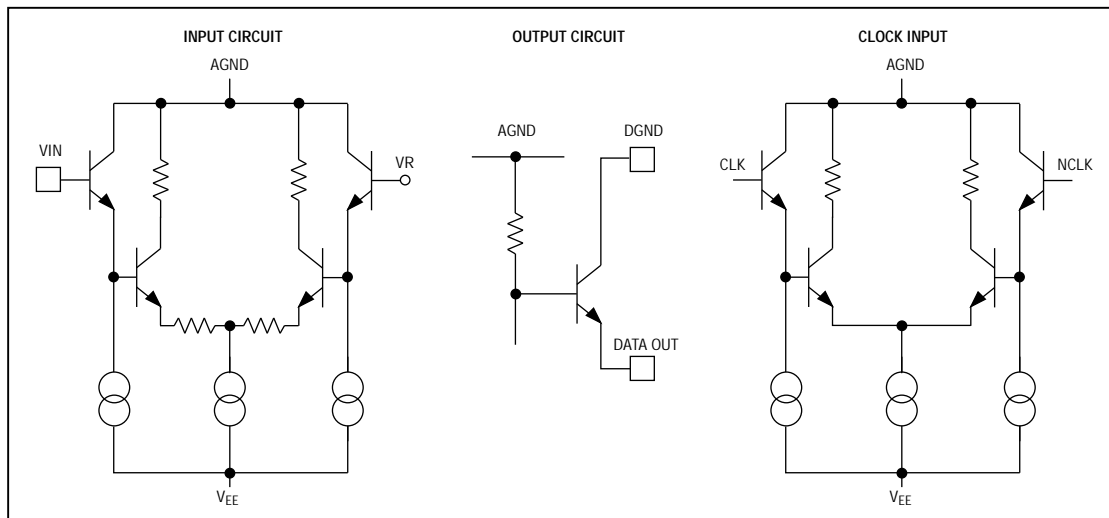 INPUT CIRCUIT
AGND
VIN
VR
VEE
OUTPUT CIRCUIT
AGND
DGND
DATA OUT
CLOCK INPUT
AGND
CLK
NCLK
VEE